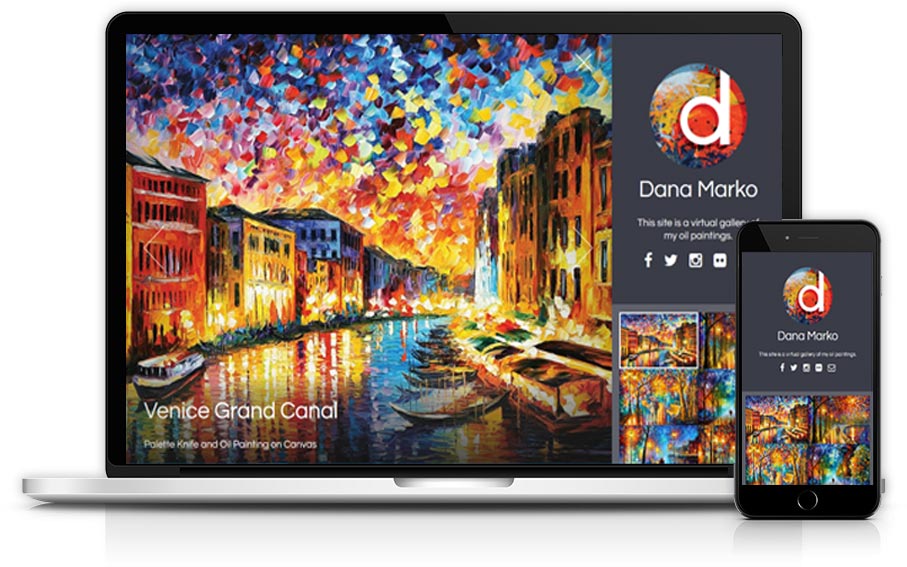 d
Dana Marko
This site is a virtual gallery of
my oil paintings.
Venice Grand Canal
Palette Knife and Oil Painting on Canvas
d
Dana Marko
This site is a virtual gallery of my oil paintings.